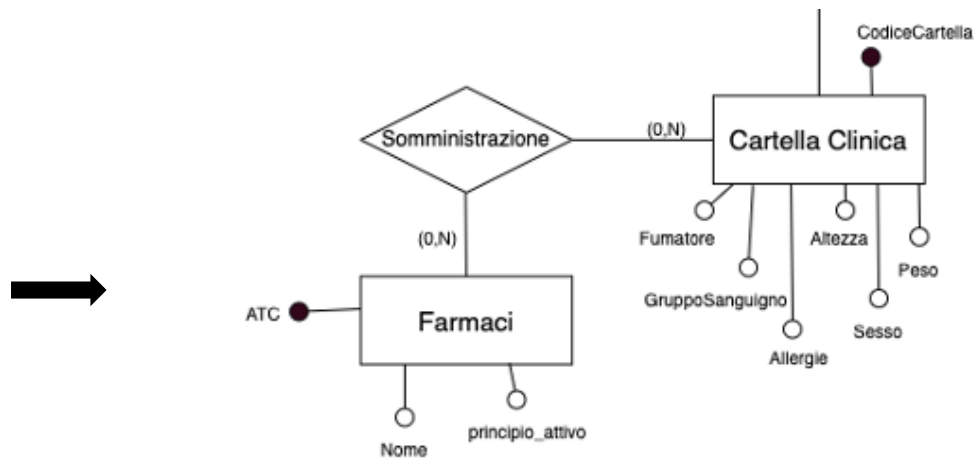 CodiceCartella
Somministrazione
(0,N)
Cartella Clinica
(0,N)
Fumatore
Altezza
Peso
GruppoSanguigno
Sesso
Allergie
ATC
Farmaci
Nome
principio_attivo